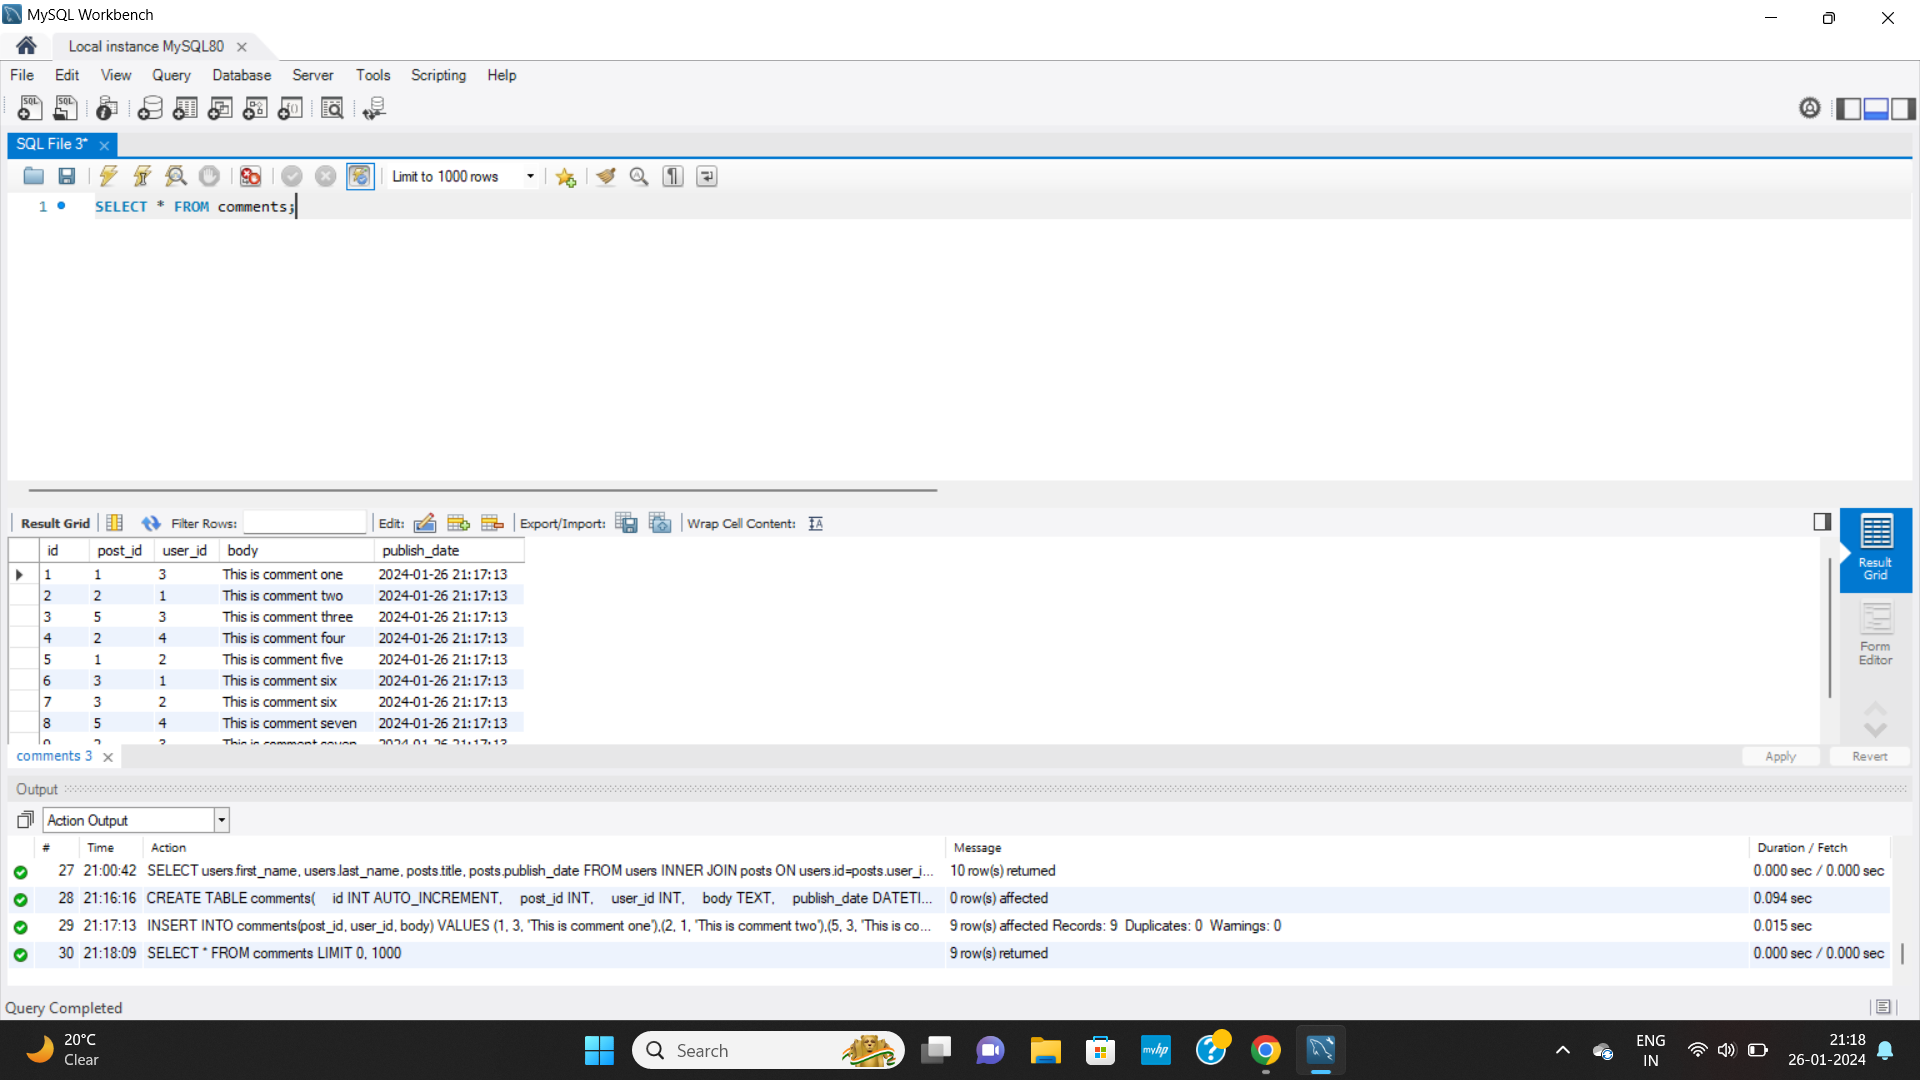 MySQL Workbench
Local instance MySQL80
File Edit View Query Database Server Tools Scripting Help
SQL File 3*
Limit to 1000 rows
1 SELECT * FROM comments;
Result Grid Filter Rows: Edit: Export/Import: Wrap Cell Content:
id post_id user_id body publish_date
1 1 3 This is comment one 2024-01-26 21:17:13
2 2 1 This is comment two 2024-01-26 21:17:13
3 5 3 This is comment three 2024-01-26 21:17:13
4 2 4 This is comment four 2024-01-26 21:17:13
5 1 2 This is comment five 2024-01-26 21:17:13
6 3 1 This is comment six 2024-01-26 21:17:13
7 3 2 This is comment six 2024-01-26 21:17:13
8 5 4 This is comment seven 2024-01-26 21:17:13
Result
Grid
Form
Editor
comments 3
Apply Revert
Output
Action Output
# Time Action Message Duration / Fetch
27 21:00:42 SELECT users.first_name, users.last_name, posts.title, posts.publish_date FROM users INNER JOIN posts ON users.id=posts.user_i... 10 row(s) returned 0.000 sec / 0.000 sec
28 21:16:16 CREATE TABLE comments( id INT AUTO_INCREMENT, post_id INT, user_id INT, body TEXT, publish_date DATETI... 0 row(s) affected 0.094 sec
29 21:17:13 INSERT INTO comments(post_id, user_id, body) VALUES (1, 3, 'This is comment one'),(2, 1, 'This is comment two'),(5, 3, 'This is co... 9 row(s) affected Records: 9 Duplicates: 0 Warnings: 0 0.015 sec
30 21:18:09 SELECT * FROM comments LIMIT 0, 1000 9 row(s) returned 0.000 sec / 0.000 sec
Query Completed
20°C
Clear
Search
myhp
ENG
IN
21:18
26-01-2024